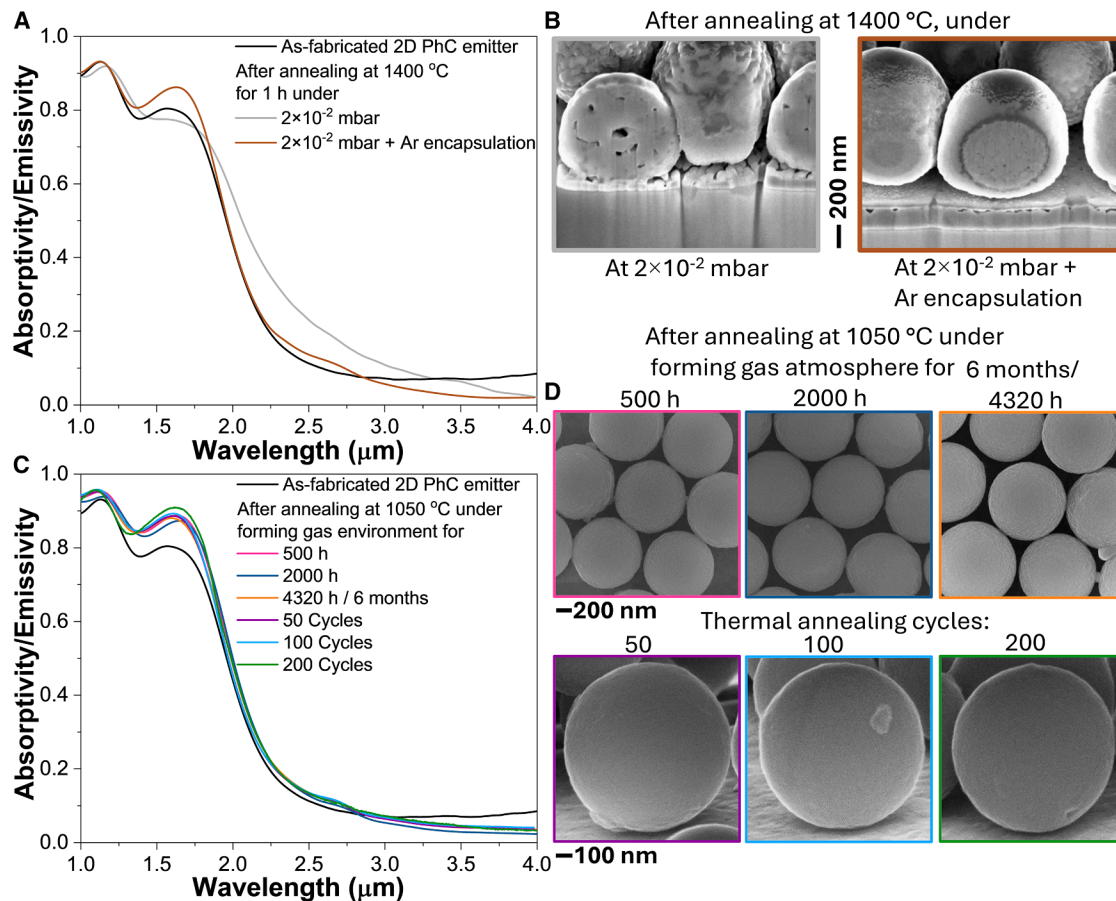 A
1.0
0.8
0.6
0.4
0.2
0.0
Absorptivity/Emissivity
As-fabricated 2D PhC emitter
After annealing at 1400 °C
for 1 h under
2×10⁻² mbar
2×10⁻² mbar + Ar encapsulation
1.0 1.5 2.0 2.5 3.0 3.5 4.0
Wavelength (μm)
B
After annealing at 1400 °C, under
200 nm
At 2×10⁻² mbar
At 2×10⁻² mbar +
Ar encapsulation
C
1.0
0.8
0.6
0.4
0.2
0.0
Absorptivity/Emissivity
As-fabricated 2D PhC emitter
After annealing at 1050 °C under
forming gas environment for
500 h
2000 h
4320 h / 6 months
50 Cycles
100 Cycles
200 Cycles
1.0 1.5 2.0 2.5 3.0 3.5 4.0
Wavelength (μm)
After annealing at 1050 °C under
forming gas atmosphere for 6 months/
D
500 h 2000 h 4320 h
200 nm
Thermal annealing cycles:
50 100 200
100 nm